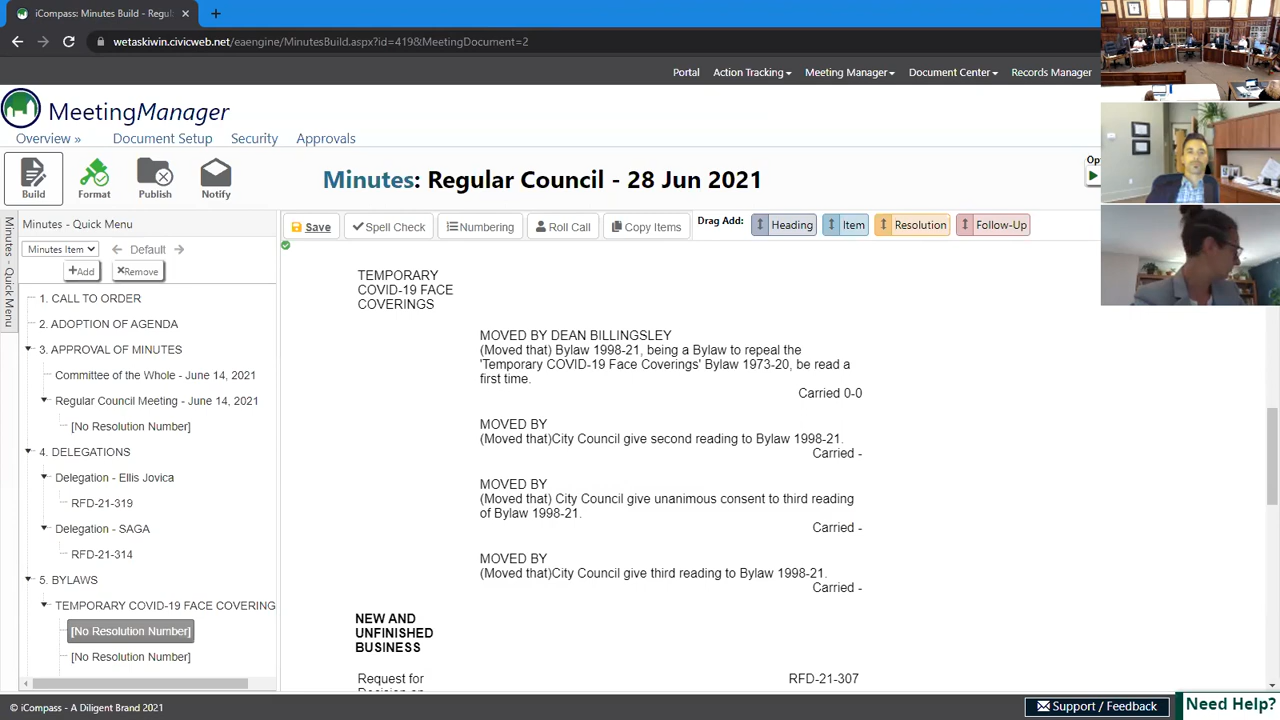 iCompass: Minutes Build - Regul
wetaskiwin.civicweb.net/eaengine/MinutesBuild.aspx?id=419&MeetingDocument=2
Portal Action Tracking Meeting Manager Document Center Records Manager
MeetingManager
Overview » Document Setup Security Approvals
Build Format Publish Notify
Minutes: Regular Council - 28 Jun 2021
Opt
Minutes - Quick Menu
Minutes - Quick Menu
Save Spell Check Numbering Roll Call Copy Items Drag Add: Heading Item Resolution Follow-Up
Minutes Item Default
+Add Remove
1. CALL TO ORDER
2. ADOPTION OF AGENDA
3. APPROVAL OF MINUTES
Committee of the Whole - June 14, 2021
Regular Council Meeting - June 14, 2021
[No Resolution Number]
4. DELEGATIONS
Delegation - Ellis Jovica
RFD-21-319
Delegation - SAGA
RFD-21-314
5. BYLAWS
TEMPORARY COVID-19 FACE COVERING
[No Resolution Number]
[No Resolution Number]
TEMPORARY
COVID-19 FACE
COVERINGS
MOVED BY DEAN BILLINGSLEY
(Moved that) Bylaw 1998-21, being a Bylaw to repeal the
'Temporary COVID-19 Face Coverings' Bylaw 1973-20, be read a
first time.
Carried 0-0
MOVED BY
(Moved that)City Council give second reading to Bylaw 1998-21.
Carried -
MOVED BY
(Moved that) City Council give unanimous consent to third reading
of Bylaw 1998-21.
Carried -
MOVED BY
(Moved that)City Council give third reading to Bylaw 1998-21.
Carried -
NEW AND
UNFINISHED
BUSINESS
Request for RFD-21-307
Decision on
© iCompass - A Diligent Brand 2021
Support / Feedback
Need Help?